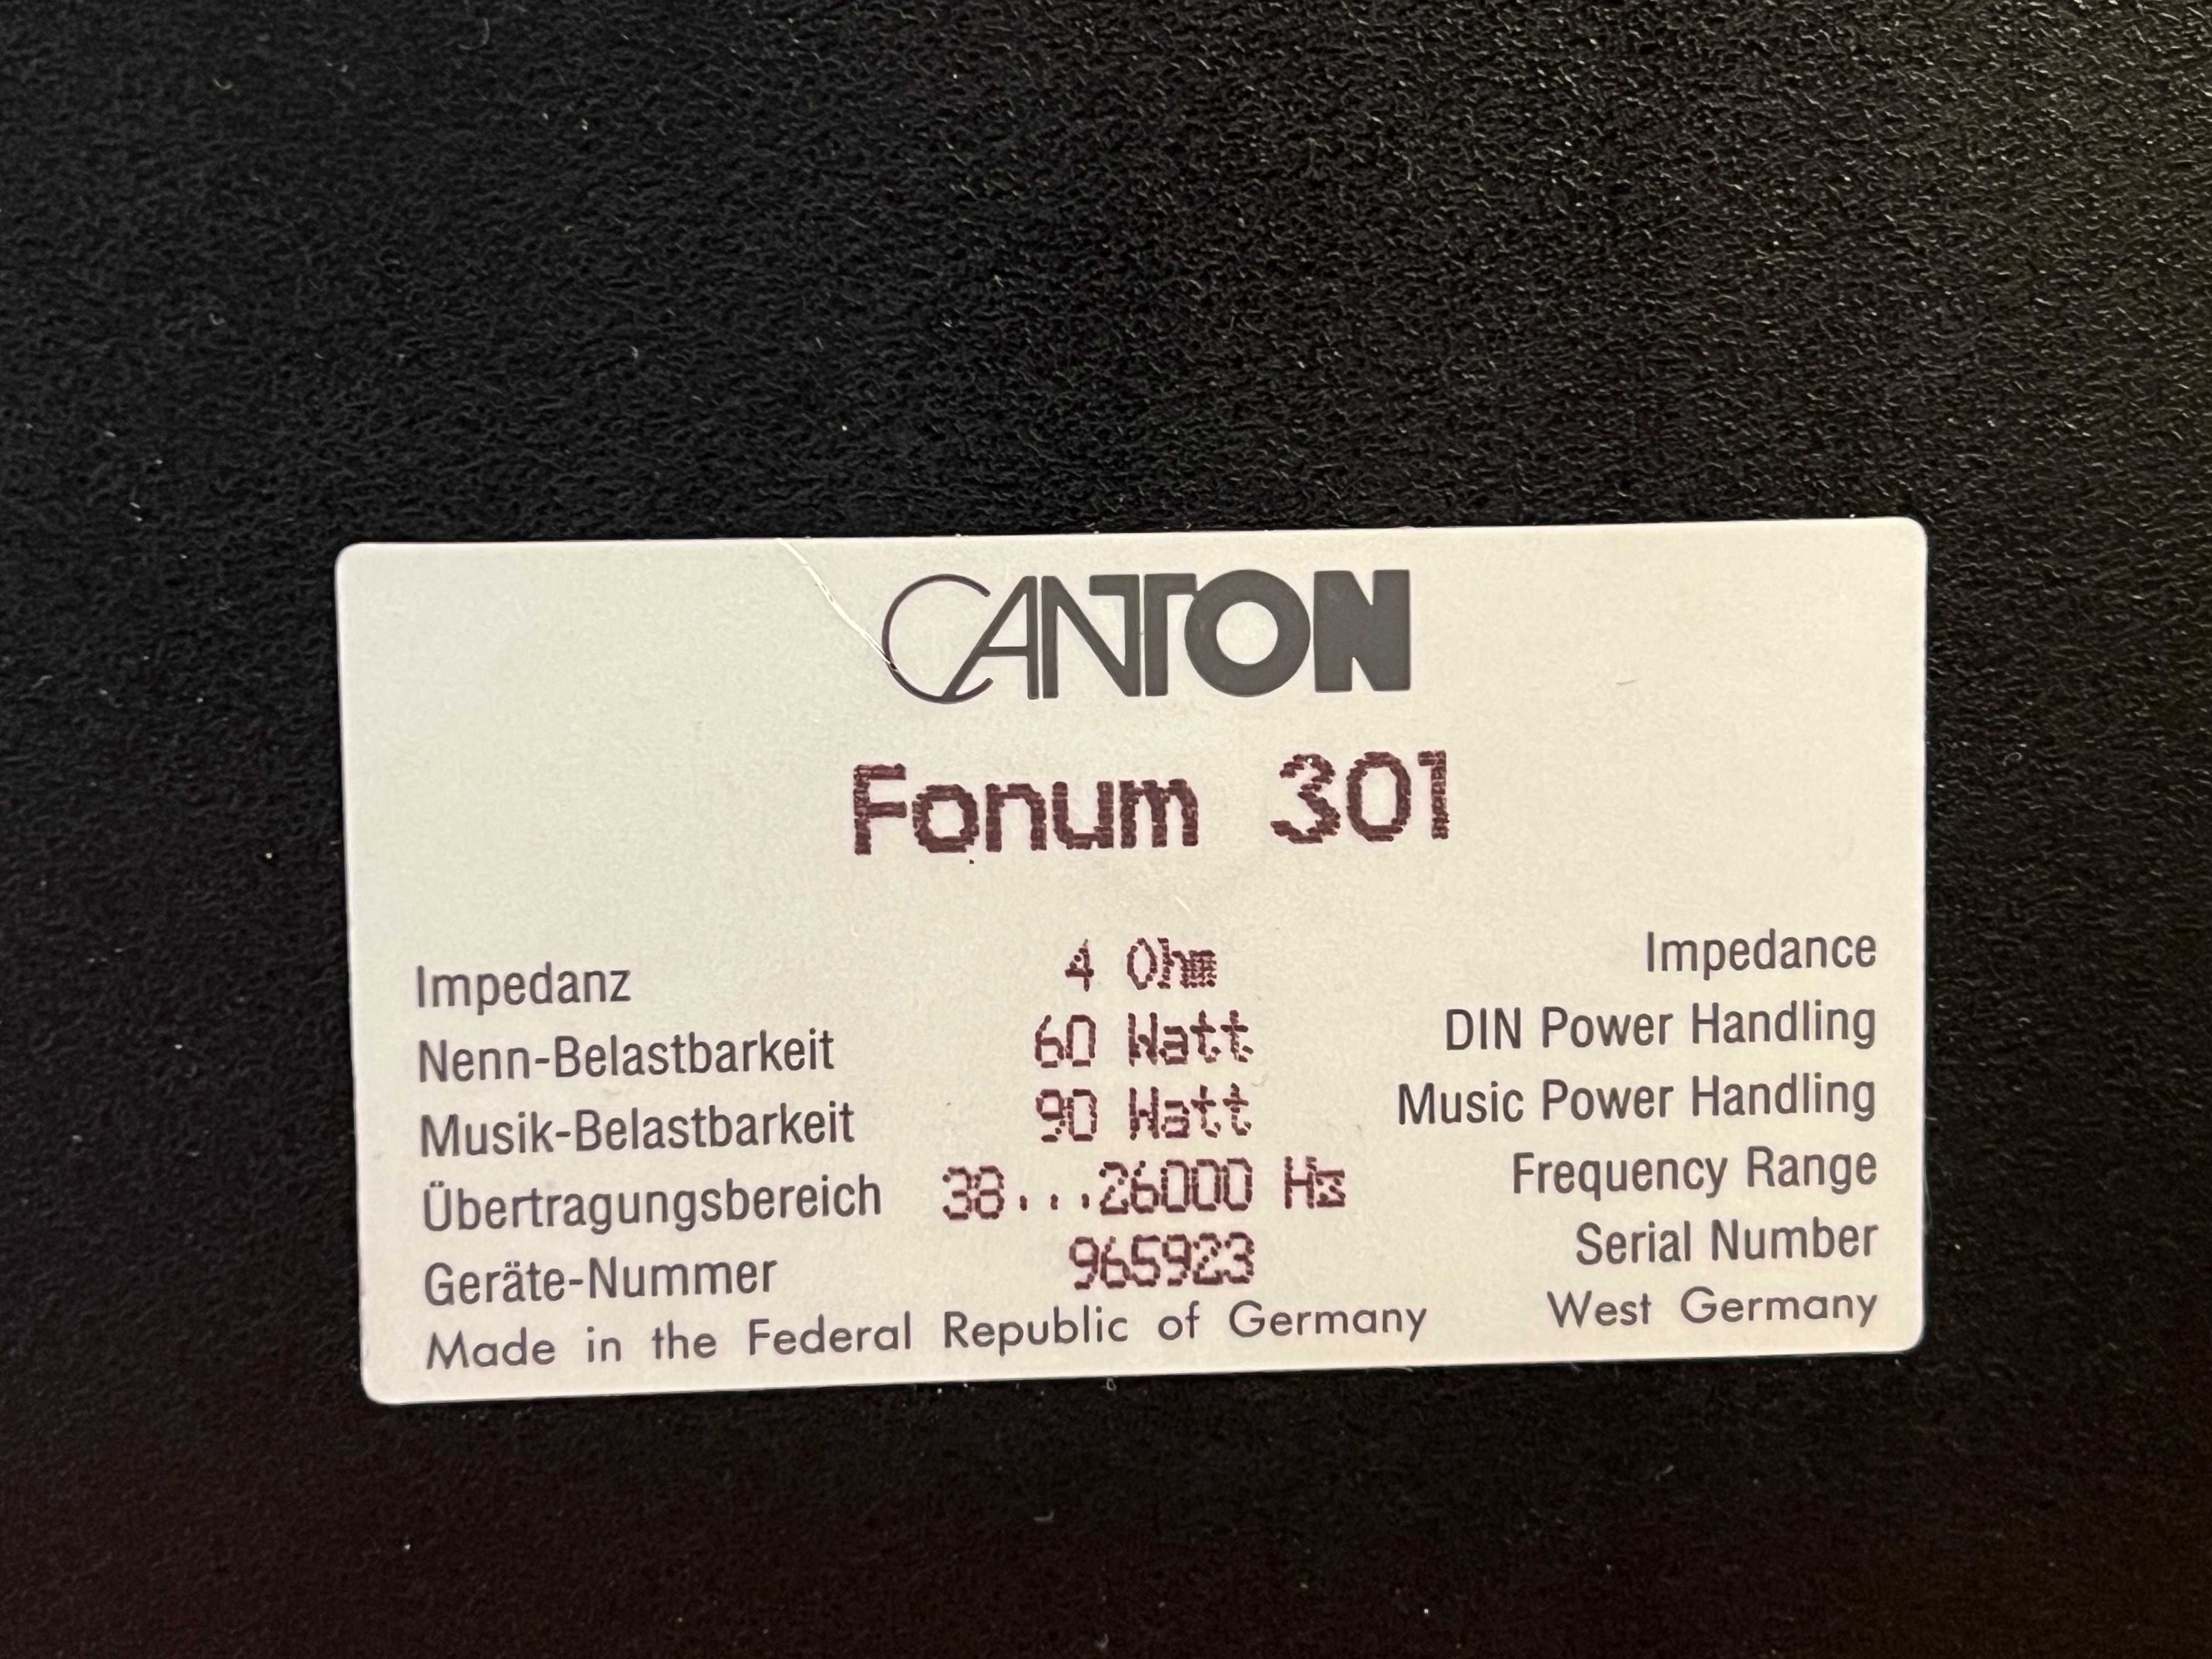 CANTON
Fonum 301
Impedanz 4 Ohm Impedance
Nenn-Belastbarkeit 60 Watt DIN Power Handling
Musik-Belastbarkeit 90 Watt Music Power Handling
Übertragungsbereich 38...26000 Hz Frequency Range
Geräte-Nummer 965923 Serial Number
Made in the Federal Republic of Germany West Germany